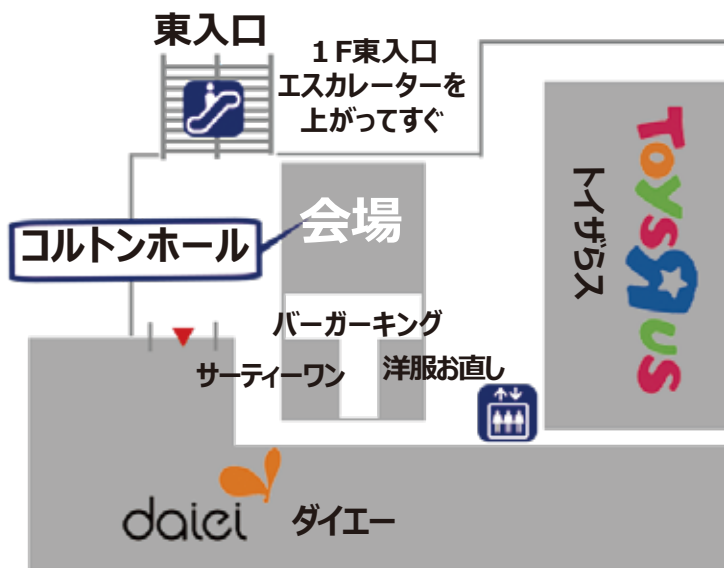 東入口
1F東入口
エスカレーターを
上がってすぐ
会場
コルトンホール
トイザらス
ToysЯus
バーガーキング
サーティーワン
洋服お直し
daiei
ダイエー